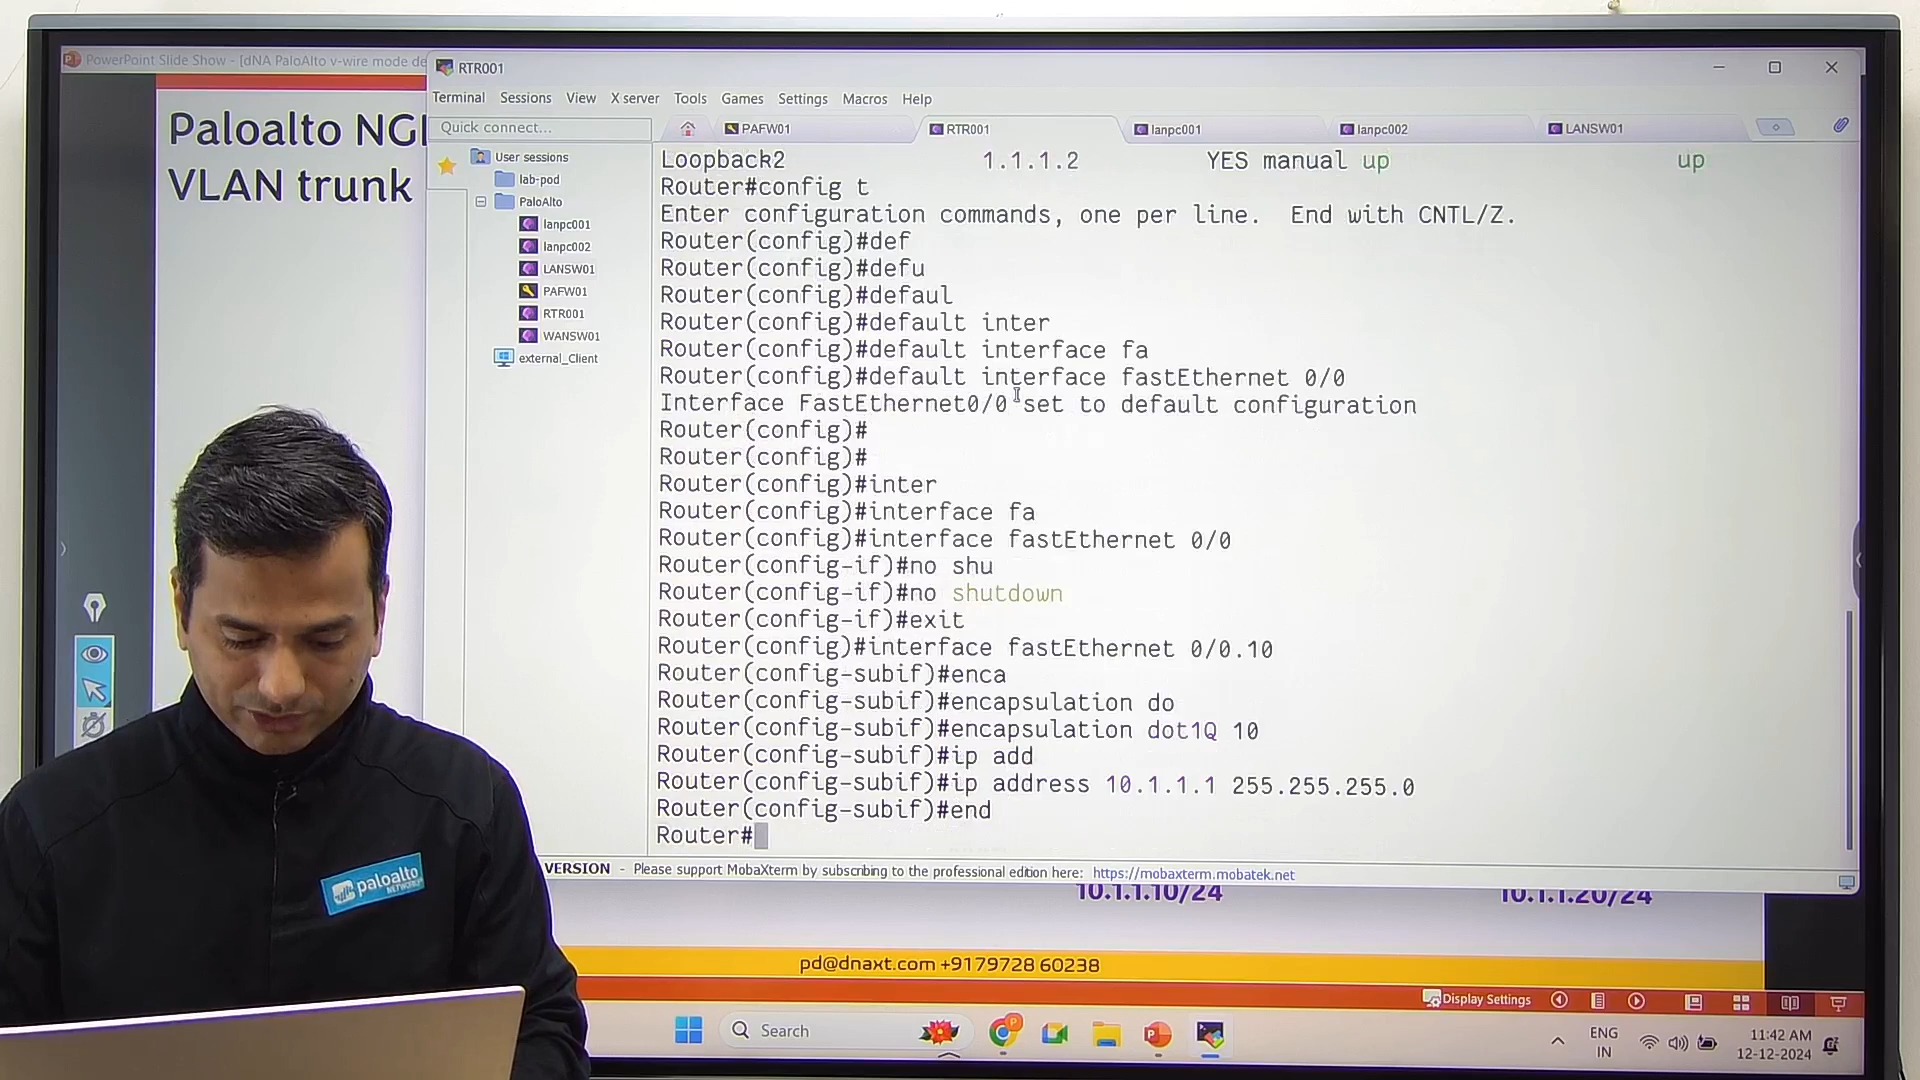 PowerPoint Slide Show - [dNA PaloAlto v-wire mode de
Paloalto NG
VLAN trunk
RTR001
Terminal Sessions View X server Tools Games Settings Macros Help
Quick connect...
PAFW01
RTR001
lanpc001
lanpc002
LANSW01
User sessions
lab-pod
PaloAlto
lanpc001
lanpc002
LANSW01
PAFW01
RTR001
WANSW01
external_Client
Loopback2 1.1.1.2 YES manual up up
Router#config t
Enter configuration commands, one per line. End with CNTL/Z.
Router(config)#def
Router(config)#defu
Router(config)#defaul
Router(config)#default inter
Router(config)#default interface fa
Router(config)#default interface fastEthernet 0/0
Interface FastEthernet0/0 set to default configuration
Router(config)#
Router(config)#
Router(config)#inter
Router(config)#interface fa
Router(config)#interface fastEthernet 0/0
Router(config-if)#no shu
Router(config-if)#no shutdown
Router(config-if)#exit
Router(config)#interface fastEthernet 0/0.10
Router(config-subif)#enca
Router(config-subif)#encapsulation do
Router(config-subif)#encapsulation dot1Q 10
Router(config-subif)#ip add
Router(config-subif)#ip address 10.1.1.1 255.255.255.0
Router(config-subif)#end
Router#
VERSION - Please support MobaXterm by subscribing to the professional edition here: https://mobaxterm.mobatek.net
10.1.1.10/24 10.1.1.20/24
paloalto
NETWORKS
pd@dnaxt.com +9179728 60238
Display Settings
Search
ENG
IN
11:42 AM
12-12-2024